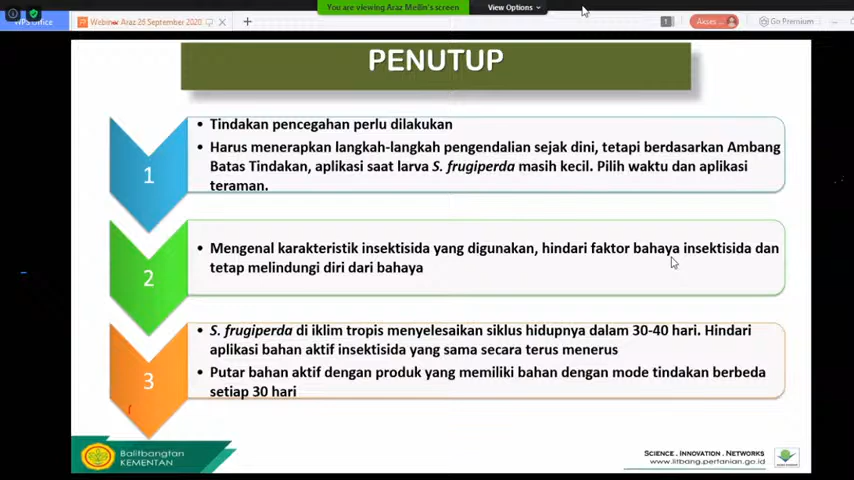 You are viewing Araz Meilin's screen
View Options
WPS Office
Webinar Araz 26 September 2020
1
Akses ...
Go Premium
PENUTUP
1
• Tindakan pencegahan perlu dilakukan
• Harus menerapkan langkah-langkah pengendalian sejak dini, tetapi berdasarkan Ambang
Batas Tindakan, aplikasi saat larva S. frugiperda masih kecil. Pilih waktu dan aplikasi
teraman.
2
• Mengenal karakteristik insektisida yang digunakan, hindari faktor bahaya insektisida dan
tetap melindungi diri dari bahaya
3
• S. frugiperda di iklim tropis menyelesaikan siklus hidupnya dalam 30-40 hari. Hindari
aplikasi bahan aktif insektisida yang sama secara terus menerus
• Putar bahan aktif dengan produk yang memiliki bahan dengan mode tindakan berbeda
setiap 30 hari
Balitbangtan
KEMENTAN
SCIENCE . INNOVATION . NETWORKS
www.litbang.pertanian.go.id